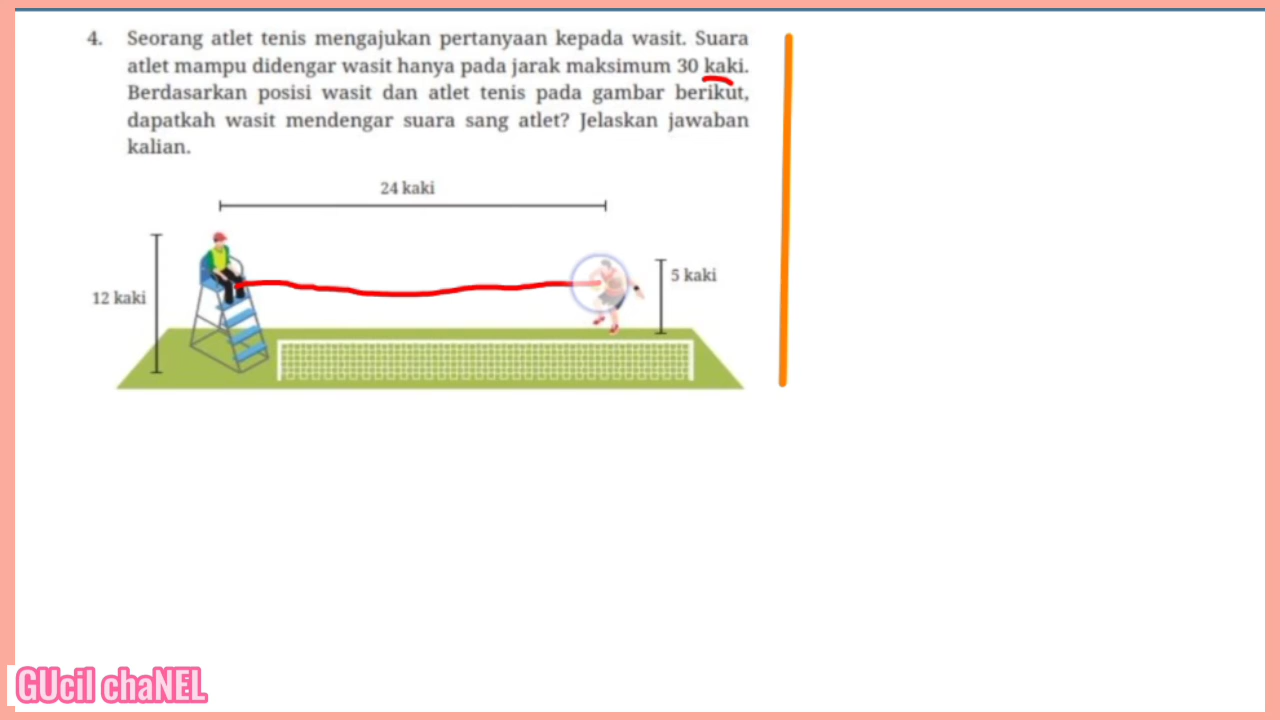 4. Seorang atlet tenis mengajukan pertanyaan kepada wasit. Suara
atlet mampu didengar wasit hanya pada jarak maksimum 30 kaki.
Berdasarkan posisi wasit dan atlet tenis pada gambar berikut,
dapatkah wasit mendengar suara sang atlet? Jelaskan jawaban
kalian.
24 kaki
5 kaki
12 kaki
GUcil chaNEL